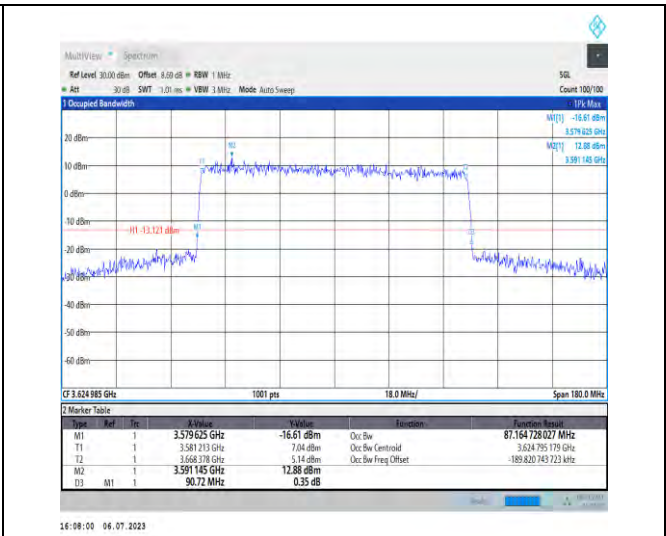 MultiView Spectrum
Ref Level 30.00 dBm Offset 8.69 dB RBW 1 MHz SGL
Att 30 dB SWT 1.01 ms VBW 3 MHz Mode Auto Sweep Count 100/100
1 Occupied Bandwidth 1Pk Max
M1[1] -16.61 dBm
3.579 625 GHz
20 dBm
M2[1] 12.88 dBm
3.591 145 GHz
M2
T1
10 dBm
0 dBm
-10 dBm
H1 -13.121 dBm
M1
-20 dBm
-30 dBm
-40 dBm
-50 dBm
-60 dBm
CF 3.624 985 GHz 1001 pts 18.0 MHz/ Span 180.0 MHz
2 Marker Table
Type Ref Trc X-Value Y-Value Function Function Result
M1 1 3.579 625 GHz -16.61 dBm Occ Bw 87.164 728 027 MHz
T1 1 3.581 213 GHz 7.04 dBm Occ Bw Centroid 3.624 795 179 GHz
T2 1 3.668 378 GHz 5.14 dBm Occ Bw Freq Offset -189.820 743 723 kHz
M2 1 3.591 145 GHz 12.88 dBm
D3 M1 1 90.72 MHz 0.35 dB
16:08:00 06.07.2023